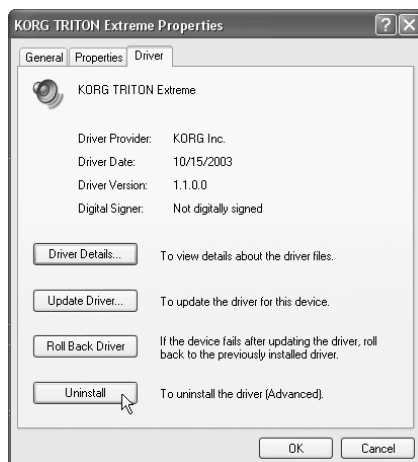 KORG TRITON Extreme Properties
General Properties Driver
KORG TRITON Extreme
Driver Provider: KORG Inc.
Driver Date: 10/15/2003
Driver Version: 1.1.0.0
Digital Signer: Not digitally signed
Driver Details... To view details about the driver files.
Update Driver... To update the driver for this device.
Roll Back Driver If the device fails after updating the driver, roll
back to the previously installed driver.
Uninstall To uninstall the driver (Advanced).
OK Cancel